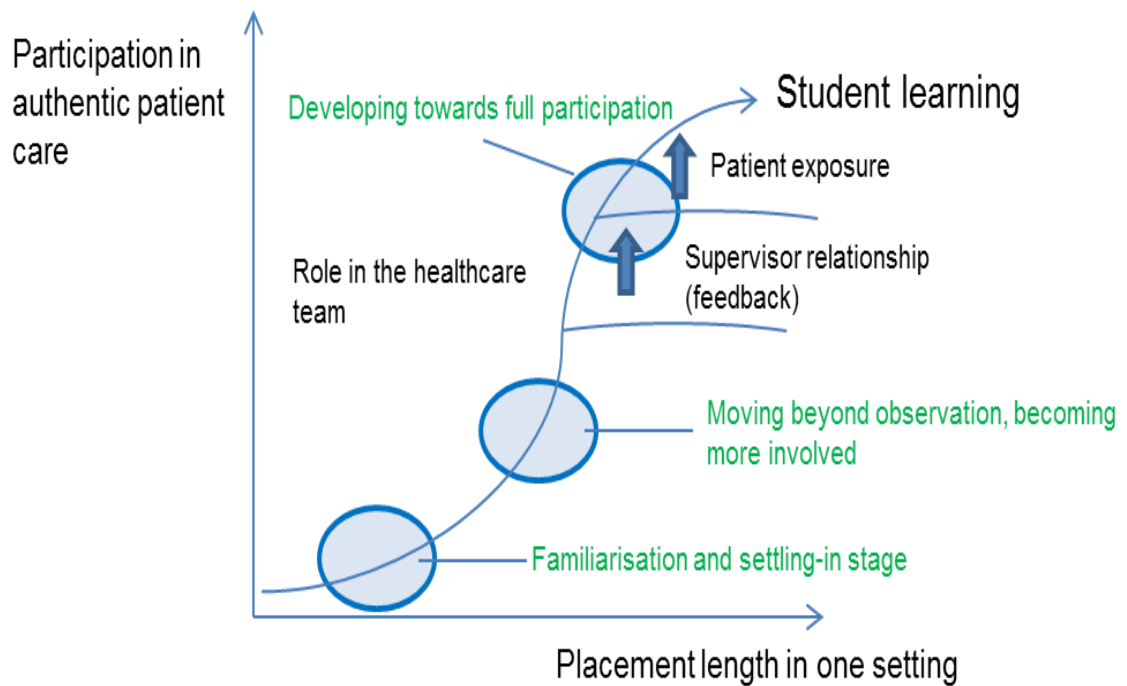 Participation in
authentic patient
care
Developing towards full participation
Student learning
Patient exposure
Role in the healthcare
team
Supervisor relationship
(feedback)
Moving beyond observation, becoming
more involved
Familiarisation and settling-in stage
Placement length in one setting